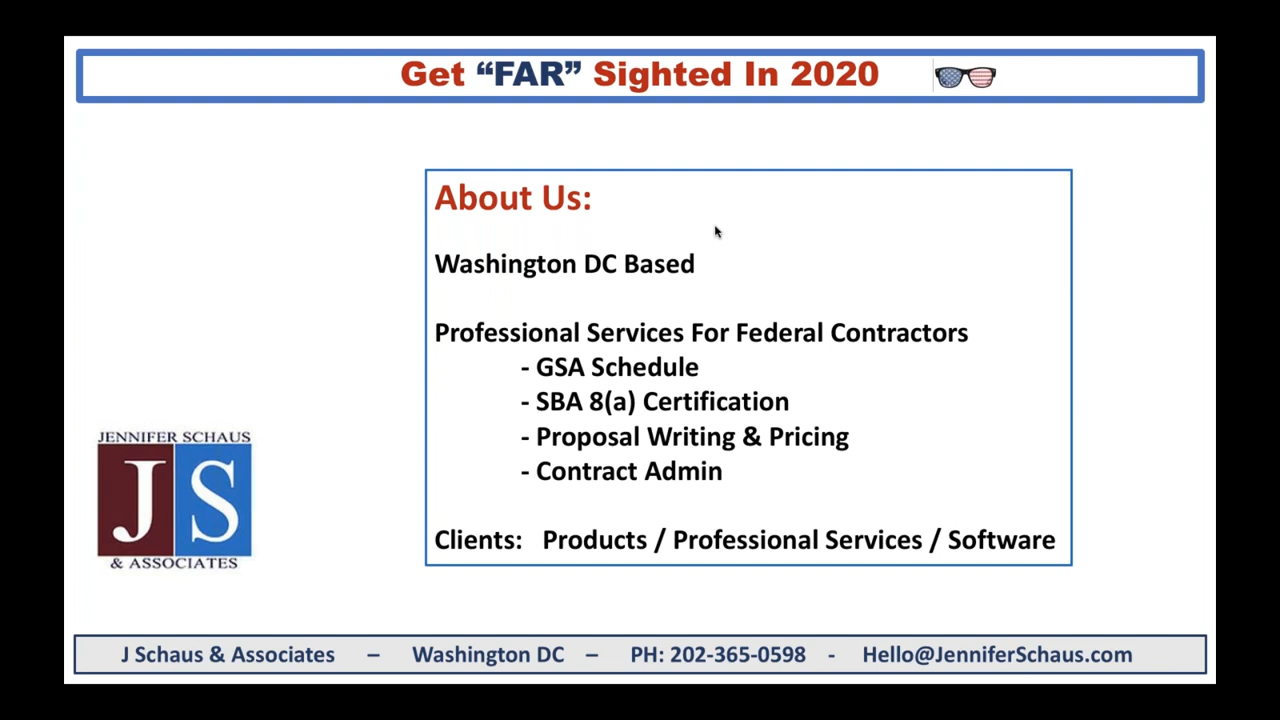 Get “FAR” Sighted In 2020
About Us:
Washington DC Based
Professional Services For Federal Contractors
- GSA Schedule
- SBA 8(a) Certification
- Proposal Writing & Pricing
- Contract Admin
Clients: Products / Professional Services / Software
JENNIFER SCHAUS
JS
& ASSOCIATES
J Schaus & Associates – Washington DC – PH: 202-365-0598 - Hello@JenniferSchaus.com